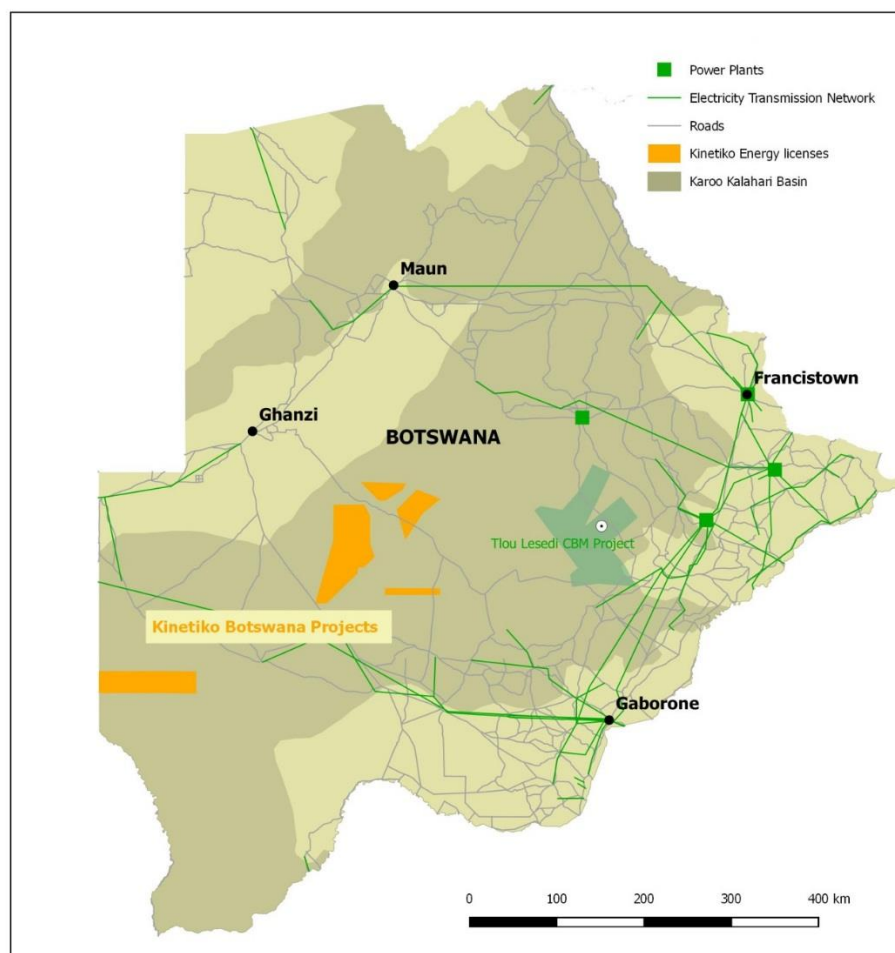 Power Plants
Electricity Transmission Network
Roads
Kinetiko Energy licenses
Karoo Kalahari Basin
Maun
Francistown
Ghanzi
BOTSWANA
Tlou Lesedi CBM Project
Kinetiko Botswana Projects
Gaborone
0 100 200 300 400 km